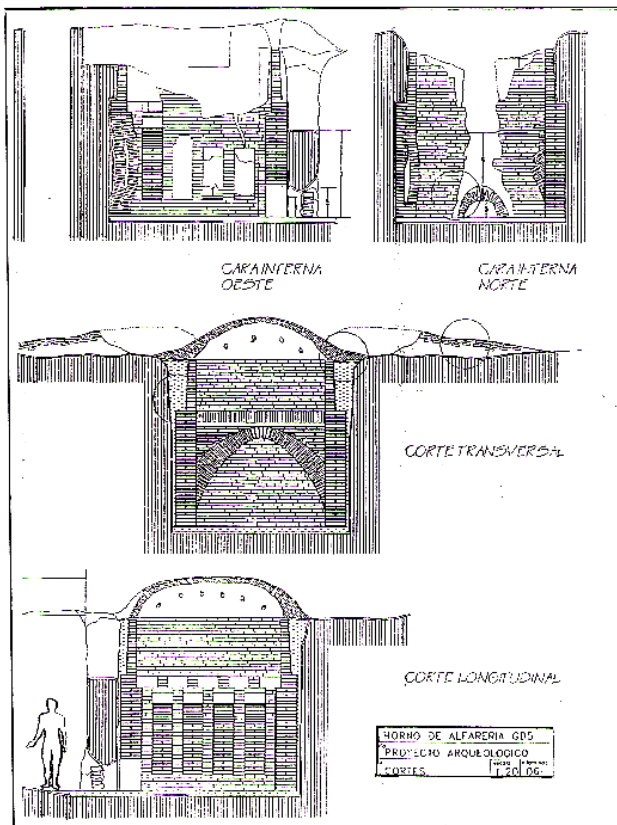 CARA INTERNA
OESTE
CARA INTERNA
NORTE
CORTE TRANSVERSAL
CORTE LONGITUDINAL
HORNO DE ALFARERIA GDS
PROYECTO ARQUEOLOGICO
CORTES
1.20 06